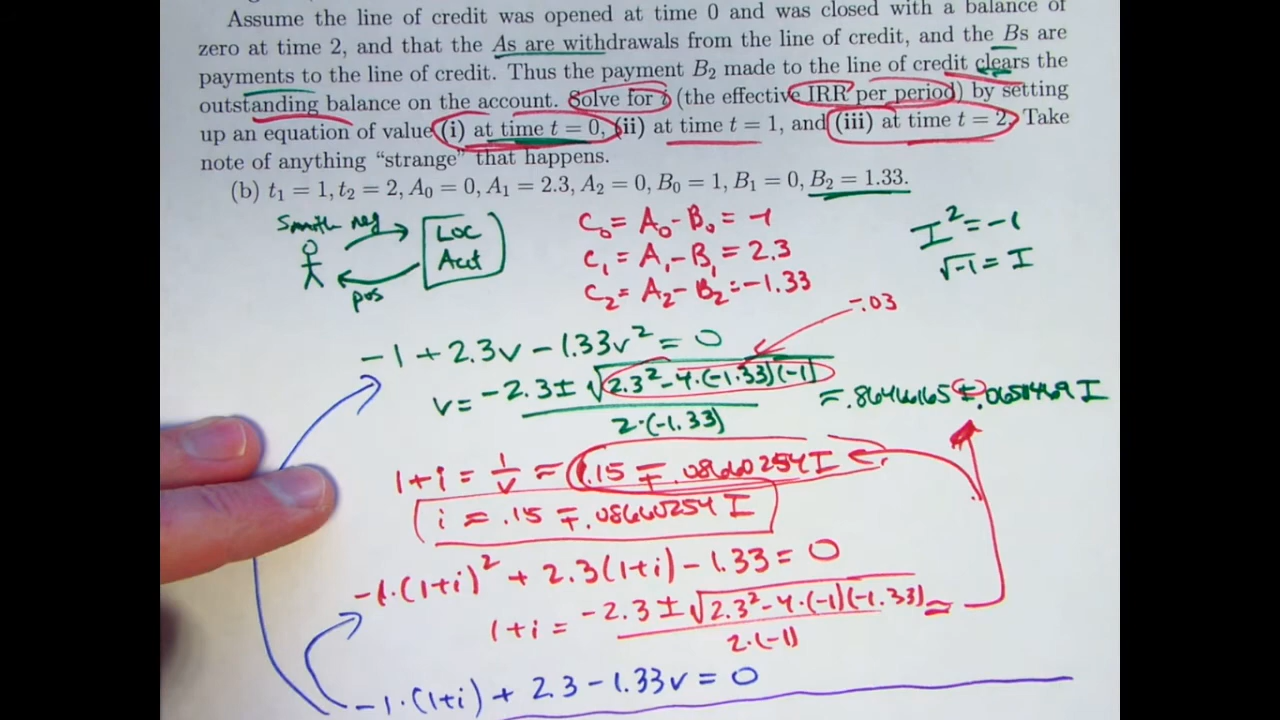 Assume the line of credit was opened at time 0 and was closed with a balance of
zero at time 2, and that the As are withdrawals from the line of credit, and the Bs are
payments to the line of credit. Thus the payment B₂ made to the line of credit clears the
outstanding balance on the account. Solve for i (the effective IRR per period) by setting
up an equation of value (i) at time t = 0, (ii) at time t = 1, and (iii) at time t = 2. Take
note of anything “strange” that happens.
(b) t₁ = 1, t₂ = 2, A₀ = 0, A₁ = 2.3, A₂ = 0, B₀ = 1, B₁ = 0, B₂ = 1.33.
Smith neg
LOC
Acct
pos
C₀ = A₀ - B₀ = -1
C₁ = A₁ - B₁ = 2.3
C₂ = A₂ - B₂ = -1.33
I² = -1
√-1 = I
-.03
-1 + 2.3v - 1.33v² = 0
v = -2.3 ± √2.3² - 4·(-1.33)(-1) / 2·(-1.33) ≈ .8646165 ± .0651169 I
1+i = 1/v ≈ 1.15 ∓ .08660254 I
i ≈ .15 ∓ .08660254 I
-1·(1+i)² + 2.3(1+i) - 1.33 = 0
1+i = -2.3 ± √2.3² - 4·(-1)(-1.33) / 2·(-1) ≈
-1·(1+i) + 2.3 - 1.33v = 0